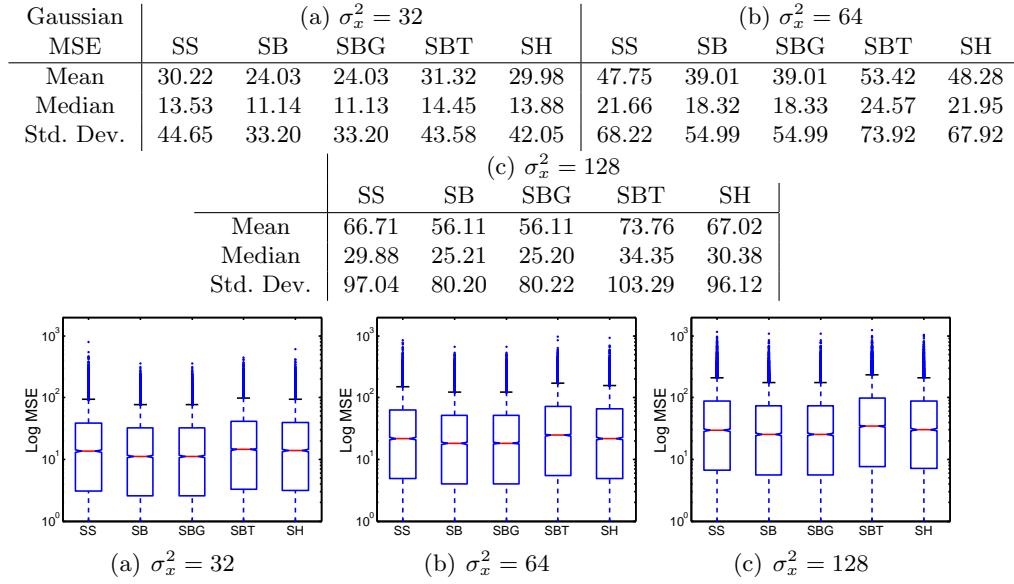 Gaussian (a) σ_x^2 = 32 (b) σ_x^2 = 64
MSE SS SB SBG SBT SH SS SB SBG SBT SH
Mean 30.22 24.03 24.03 31.32 29.98 47.75 39.01 39.01 53.42 48.28
Median 13.53 11.14 11.13 14.45 13.88 21.66 18.32 18.33 24.57 21.95
Std. Dev. 44.65 33.20 33.20 43.58 42.05 68.22 54.99 54.99 73.92 67.92
(c) σ_x^2 = 128
SS SB SBG SBT SH
Mean 66.71 56.11 56.11 73.76 67.02
Median 29.88 25.21 25.20 34.35 30.38
Std. Dev. 97.04 80.20 80.22 103.29 96.12
10^3
10^2
10^1
10^0
Log MSE
SS SB SBG SBT SH
(a) σ_x^2 = 32
10^3
10^2
10^1
10^0
Log MSE
SS SB SBG SBT SH
(b) σ_x^2 = 64
10^3
10^2
10^1
10^0
Log MSE
SS SB SBG SBT SH
(c) σ_x^2 = 128